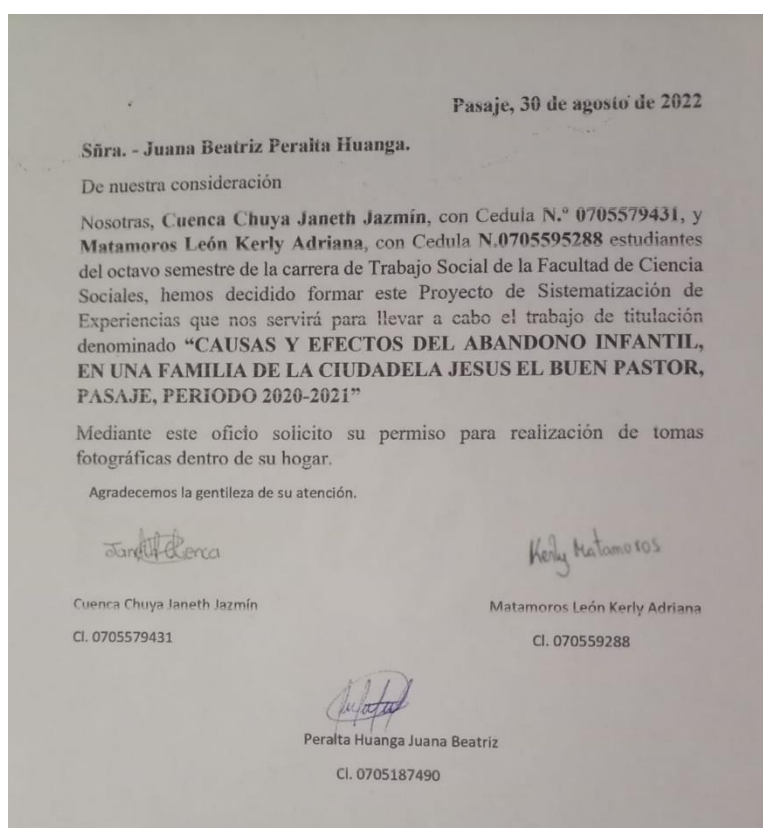 Pasaje, 30 de agosto de 2022
Sñra. - Juana Beatriz Peralta Huanga.
De nuestra consideración
Nosotras, Cuenca Chuya Janeth Jazmín, con Cedula N.º 0705579431, y
Matamoros León Kerly Adriana, con Cedula N.0705595288 estudiantes
del octavo semestre de la carrera de Trabajo Social de la Facultad de Ciencia
Sociales, hemos decidido formar este Proyecto de Sistematización de
Experiencias que nos servirá para llevar a cabo el trabajo de titulación
denominado “CAUSAS Y EFECTOS DEL ABANDONO INFANTIL,
EN UNA FAMILIA DE LA CIUDADELA JESUS EL BUEN PASTOR,
PASAJE, PERIODO 2020-2021”
Mediante este oficio solicito su permiso para realización de tomas
fotográficas dentro de su hogar.
Agradecemos la gentileza de su atención.
Kerly Matamoros
Cuenca Chuya Janeth Jazmín
Matamoros León Kerly Adriana
CI. 0705579431
CI. 070559288
Peralta Huanga Juana Beatriz
CI. 0705187490